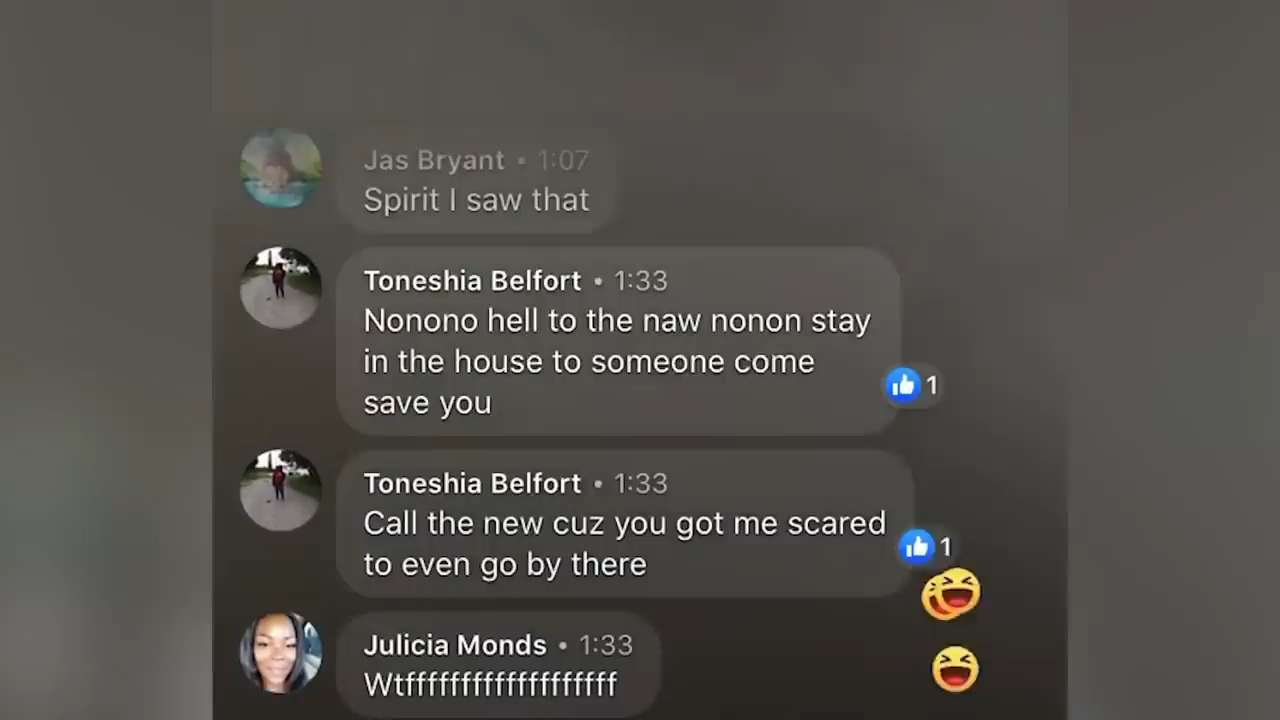 Jas Bryant • 1:07
Spirit I saw that
Toneshia Belfort • 1:33
Nonono hell to the naw nonon stay
in the house to someone come
save you
1
Toneshia Belfort • 1:33
Call the new cuz you got me scared
to even go by there
1
Julicia Monds • 1:33
Wtfffffffffffffffffff